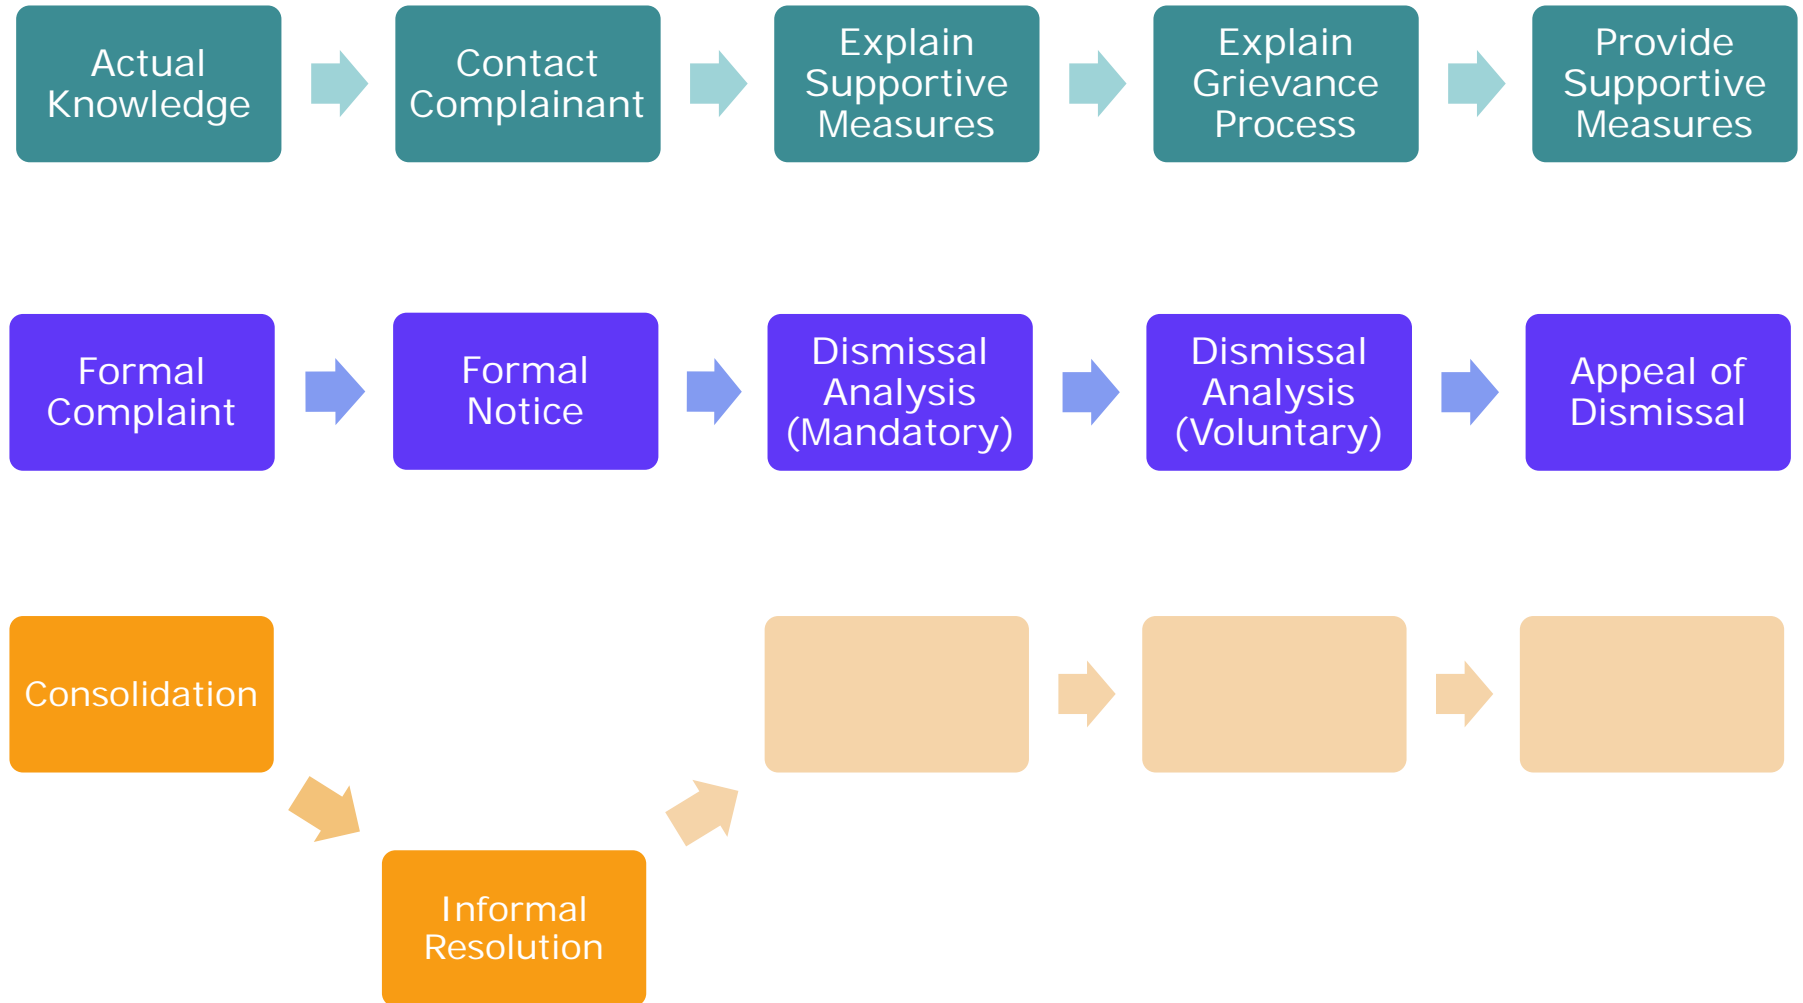 Actual
Knowledge
Contact
Complainant
Explain
Supportive
Measures
Explain
Grievance
Process
Provide
Supportive
Measures
Formal
Complaint
Formal
Notice
Dismissal
Analysis
(Mandatory)
Dismissal
Analysis
(Voluntary)
Appeal of
Dismissal
Consolidation
Informal
Resolution